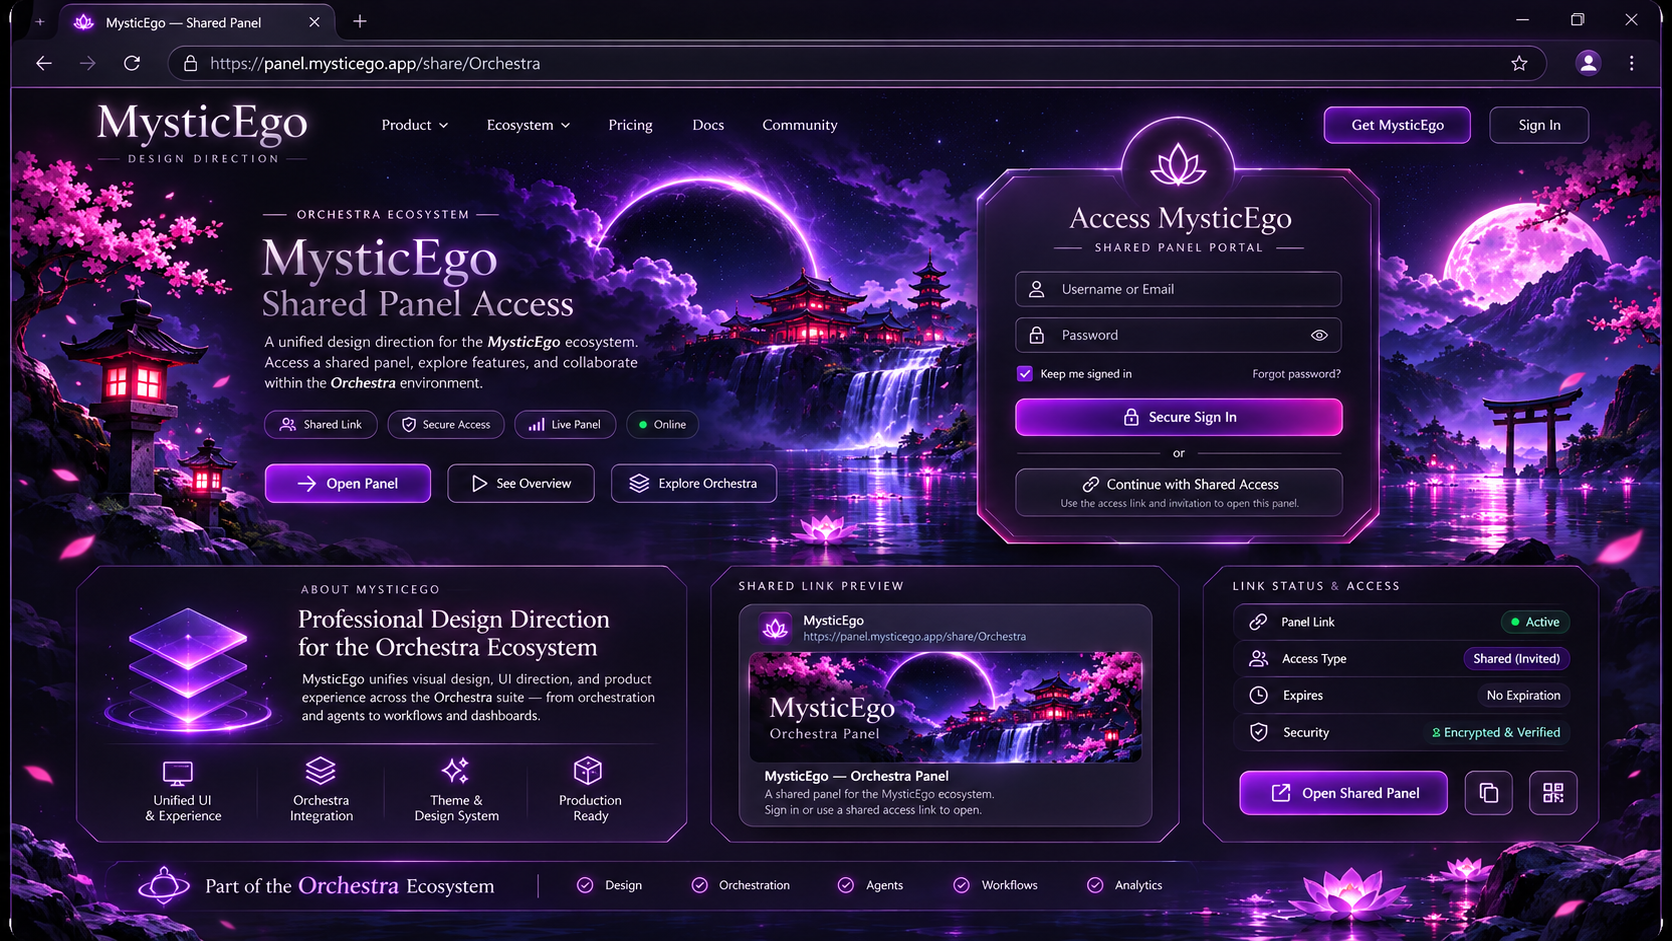 MysticEgo — Shared Panel
https://panel.mysticego.app/share/Orchestra
MysticEgo
DESIGN DIRECTION
Product
Ecosystem
Pricing
Docs
Community
Get MysticEgo
Sign In
ORCHESTRA ECOSYSTEM
MysticEgo
Shared Panel Access
A unified design direction for the MysticEgo ecosystem.
Access a shared panel, explore features, and collaborate
within the Orchestra environment.
Shared Link
Secure Access
Live Panel
Online
Open Panel
See Overview
Explore Orchestra
Access MysticEgo
SHARED PANEL PORTAL
Username or Email
Password
Keep me signed in
Forgot password?
Secure Sign In
or
Continue with Shared Access
Use the access link and invitation to open this panel.
ABOUT MYSTICEGO
Professional Design Direction
for the Orchestra Ecosystem
MysticEgo unifies visual design, UI direction, and product
experience across the Orchestra suite — from orchestration
and agents to workflows and dashboards.
Unified UI
& Experience
Orchestra
Integration
Theme &
Design System
Production
Ready
SHARED LINK PREVIEW
MysticEgo
https://panel.mysticego.app/share/Orchestra
MysticEgo
Orchestra Panel
MysticEgo — Orchestra Panel
A shared panel for the MysticEgo ecosystem.
Sign in or use a shared access link to open.
LINK STATUS & ACCESS
Panel Link
Active
Access Type
Shared (Invited)
Expires
No Expiration
Security
Encrypted & Verified
Open Shared Panel
Part of the Orchestra Ecosystem
Design
Orchestration
Agents
Workflows
Analytics